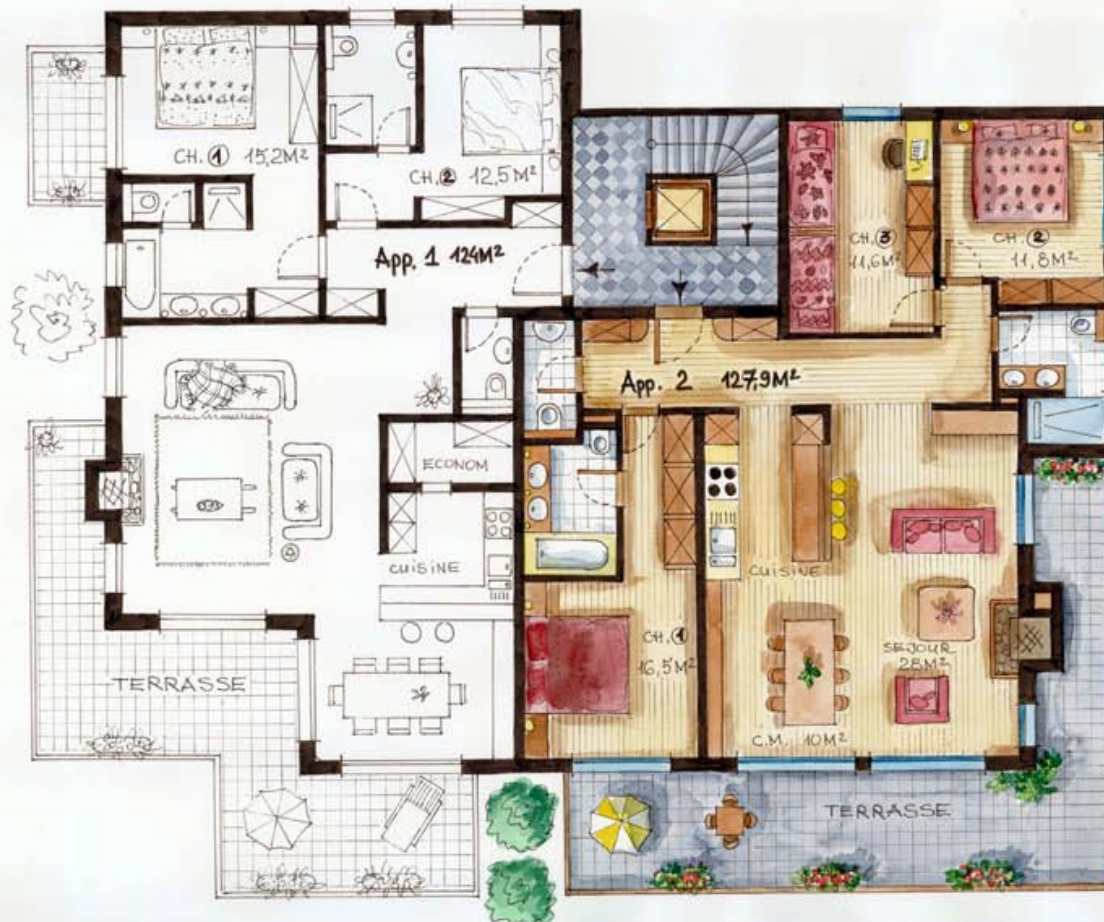 CH. ① 15,2M²
CH. ② 12,5M²
App. 1 124M²
ECONOM
CUISINE
TERRASSE
CH. ③
11,6M²
CH. ②
11,8M²
App. 2 127,9M²
CUISINE
CH. ①
16,5M²
SEJOUR
28M²
C.M. 10M²
TERRASSE